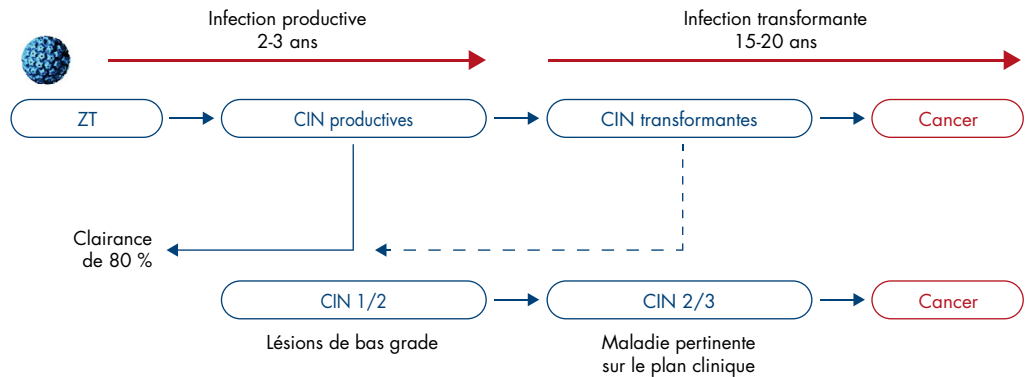 Infection productive
2-3 ans
Infection transformante
15-20 ans
ZT
CIN productives
CIN transformantes
Cancer
Clairance
de 80 %
CIN 1/2
CIN 2/3
Cancer
Lésions de bas grade
Maladie pertinente
sur le plan clinique